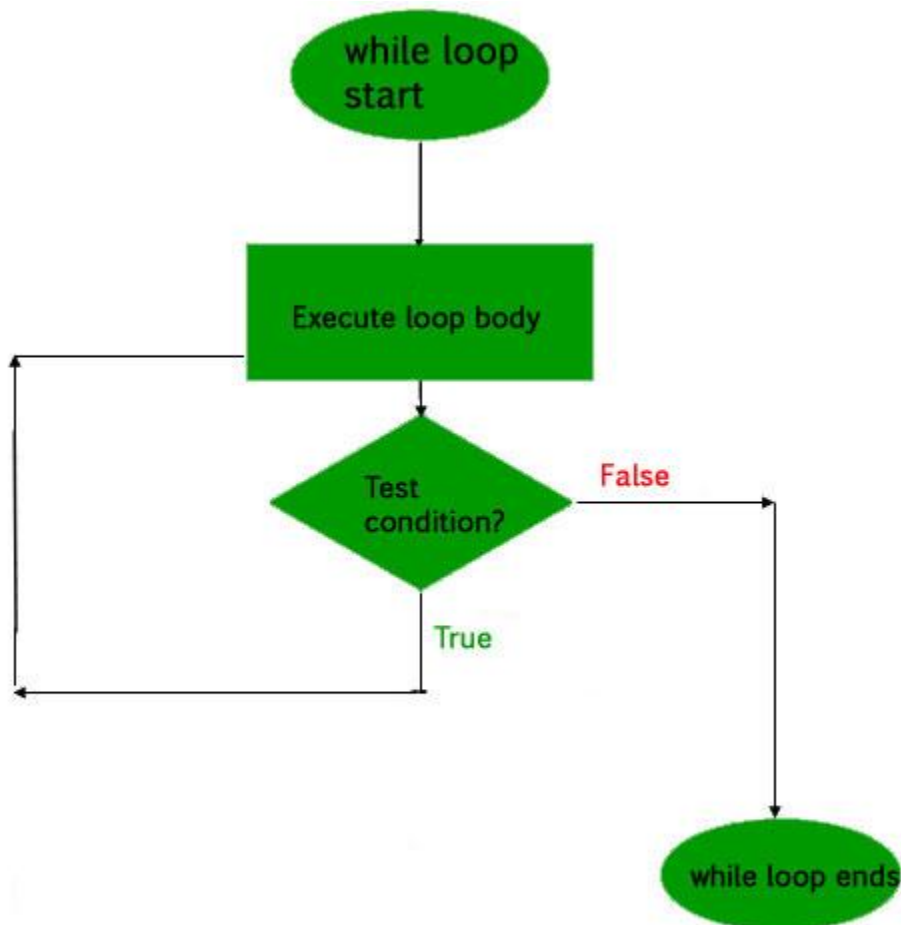 while loop
start
Execute loop body
Test
condition?
False
True
while loop ends